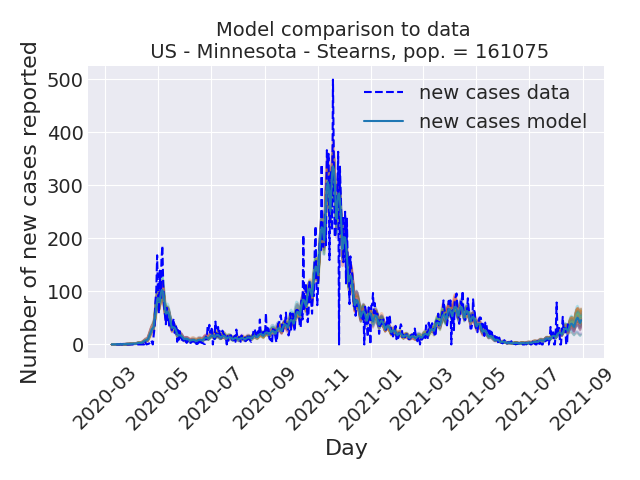 Model comparison to data
US - Minnesota - Stearns, pop. = 161075
Number of new cases reported
500
400
300
200
100
0
new cases data
new cases model
2020-03
2020-05
2020-07
2020-09
2020-11
2021-01
2021-03
2021-05
2021-07
2021-09
Day